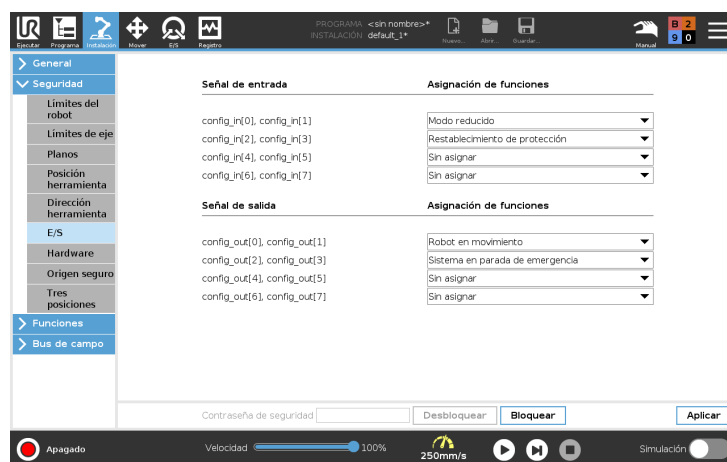 UR
Ejecutar
Programa
Instalación
Mover
E/S
Registro
PROGRAMA <sin nombre>*
INSTALACIÓN default_1*
Nuevo...
Abrir...
Guardar...
Manual
B 2
9 0
General
Seguridad
Límites del
robot
Límites de eje
Planos
Posición
herramienta
Dirección
herramienta
E/S
Hardware
Origen seguro
Tres
posiciones
Funciones
Bus de campo
Señal de entrada Asignación de funciones
config_in[0], config_in[1] Modo reducido
config_in[2], config_in[3] Restablecimiento de protección
config_in[4], config_in[5] Sin asignar
config_in[6], config_in[7] Sin asignar
Señal de salida Asignación de funciones
config_out[0], config_out[1] Robot en movimiento
config_out[2], config_out[3] Sistema en parada de emergencia
config_out[4], config_out[5] Sin asignar
config_out[6], config_out[7] Sin asignar
Contraseña de seguridad Desbloquear Bloquear Aplicar
Apagado Velocidad 100% 250mm/s Simulación